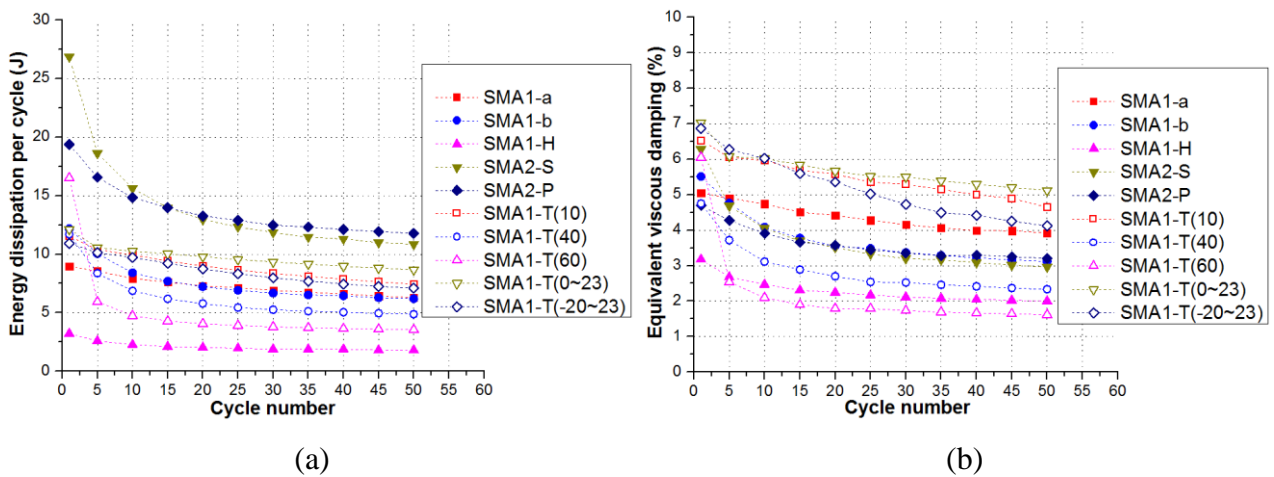 Energy dissipation per cycle (J)
30
25
20
15
10
5
0
0 5 10 15 20 25 30 35 40 45 50 55 60
Cycle number
SMA1-a
SMA1-b
SMA1-H
SMA2-S
SMA2-P
SMA1-T(10)
SMA1-T(40)
SMA1-T(60)
SMA1-T(0~23)
SMA1-T(-20~23)
(a)
Equivalent viscous damping (%)
10
9
8
7
6
5
4
3
2
1
0
0 5 10 15 20 25 30 35 40 45 50 55 60
Cycle number
SMA1-a
SMA1-b
SMA1-H
SMA2-S
SMA2-P
SMA1-T(10)
SMA1-T(40)
SMA1-T(60)
SMA1-T(0~23)
SMA1-T(-20~23)
(b)